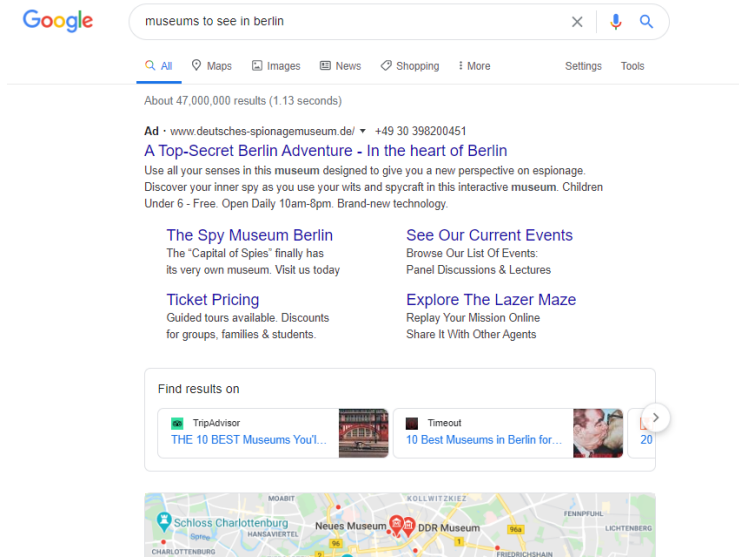 Google
museums to see in berlin
All Maps Images News Shopping More Settings Tools
About 47,000,000 results (1.13 seconds)
Ad · www.deutsches-spionagemuseum.de/ +49 30 398200451
A Top-Secret Berlin Adventure - In the heart of Berlin
Use all your senses in this museum designed to give you a new perspective on espionage.
Discover your inner spy as you use your wits and spycraft in this interactive museum. Children
Under 6 - Free. Open Daily 10am-8pm. Brand-new technology.
The Spy Museum Berlin
The “Capital of Spies” finally has
its very own museum. Visit us today
See Our Current Events
Browse Our List Of Events:
Panel Discussions & Lectures
Ticket Pricing
Guided tours available. Discounts
for groups, families & students.
Explore The Lazer Maze
Replay Your Mission Online
Share It With Other Agents
Find results on
TripAdvisor
THE 10 BEST Museums You'l...
Timeout
10 Best Museums in Berlin for...
20
MOABIT
KOLLWITZKIEZ
Schloss Charlottenburg
HANSAVIERTEL
Neues Museum
DDR Museum
96a
FENNPFUHL
LICHTENBERG
Spree
96
1
CHARLOTTENBURG
2
FRIEDRICHSHAIN